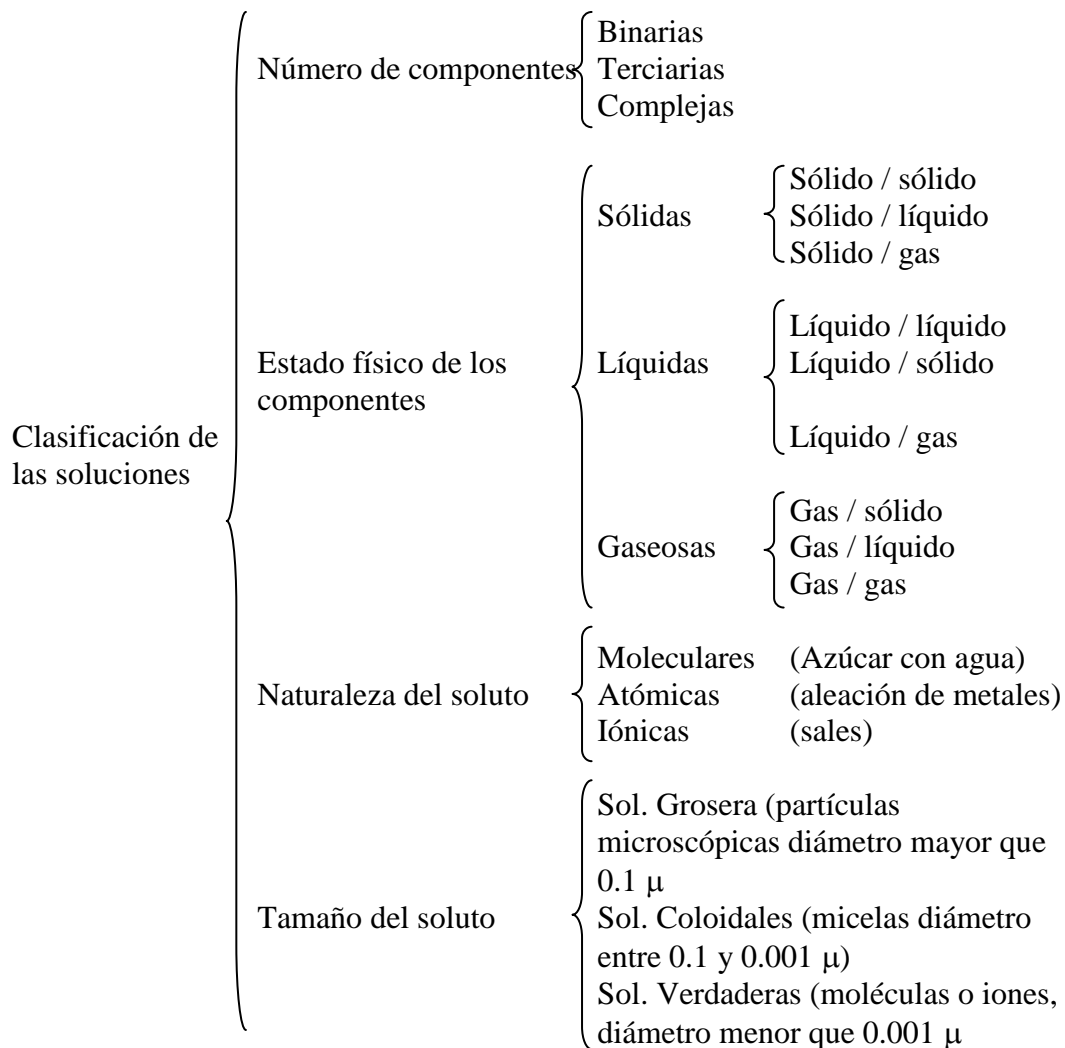 Clasificación de
las soluciones
Número de componentes
Binarias
Terciarias
Complejas
Estado físico de los
componentes
Sólidas
Sólido / sólido
Sólido / líquido
Sólido / gas
Líquidas
Líquido / líquido
Líquido / sólido
Líquido / gas
Gaseosas
Gas / sólido
Gas / líquido
Gas / gas
Naturaleza del soluto
Moleculares (Azúcar con agua)
Atómicas (aleación de metales)
Iónicas (sales)
Tamaño del soluto
Sol. Grosera (partículas
microscópicas diámetro mayor que
0.1 μ
Sol. Coloidales (micelas diámetro
entre 0.1 y 0.001 μ)
Sol. Verdaderas (moléculas o iones,
diámetro menor que 0.001 μ